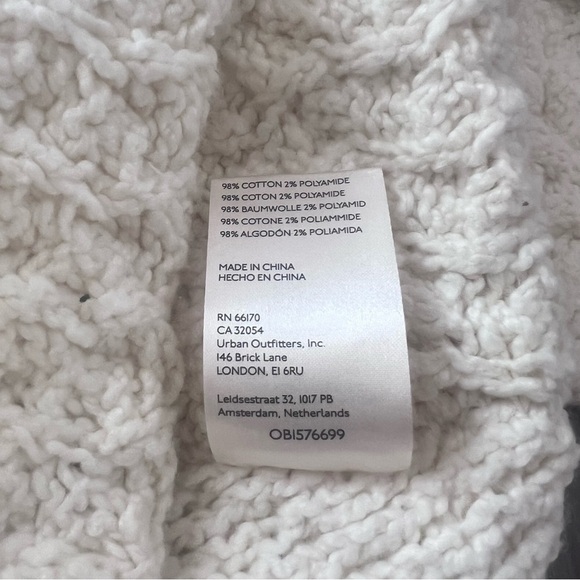 98% COTTON 2% POLYAMIDE
98% COTON 2% POLYAMIDE
98% BAUMWOLLE 2% POLYAMID
98% COTONE 2% POLIAMMIDE
98% ALGODÓN 2% POLIAMIDA
MADE IN CHINA
HECHO EN CHINA
RN 66170
CA 32054
Urban Outfitters, Inc.
146 Brick Lane
LONDON, E1 6RU
Leidsestraat 32, 1017 PB
Amsterdam, Netherlands
OB1576699